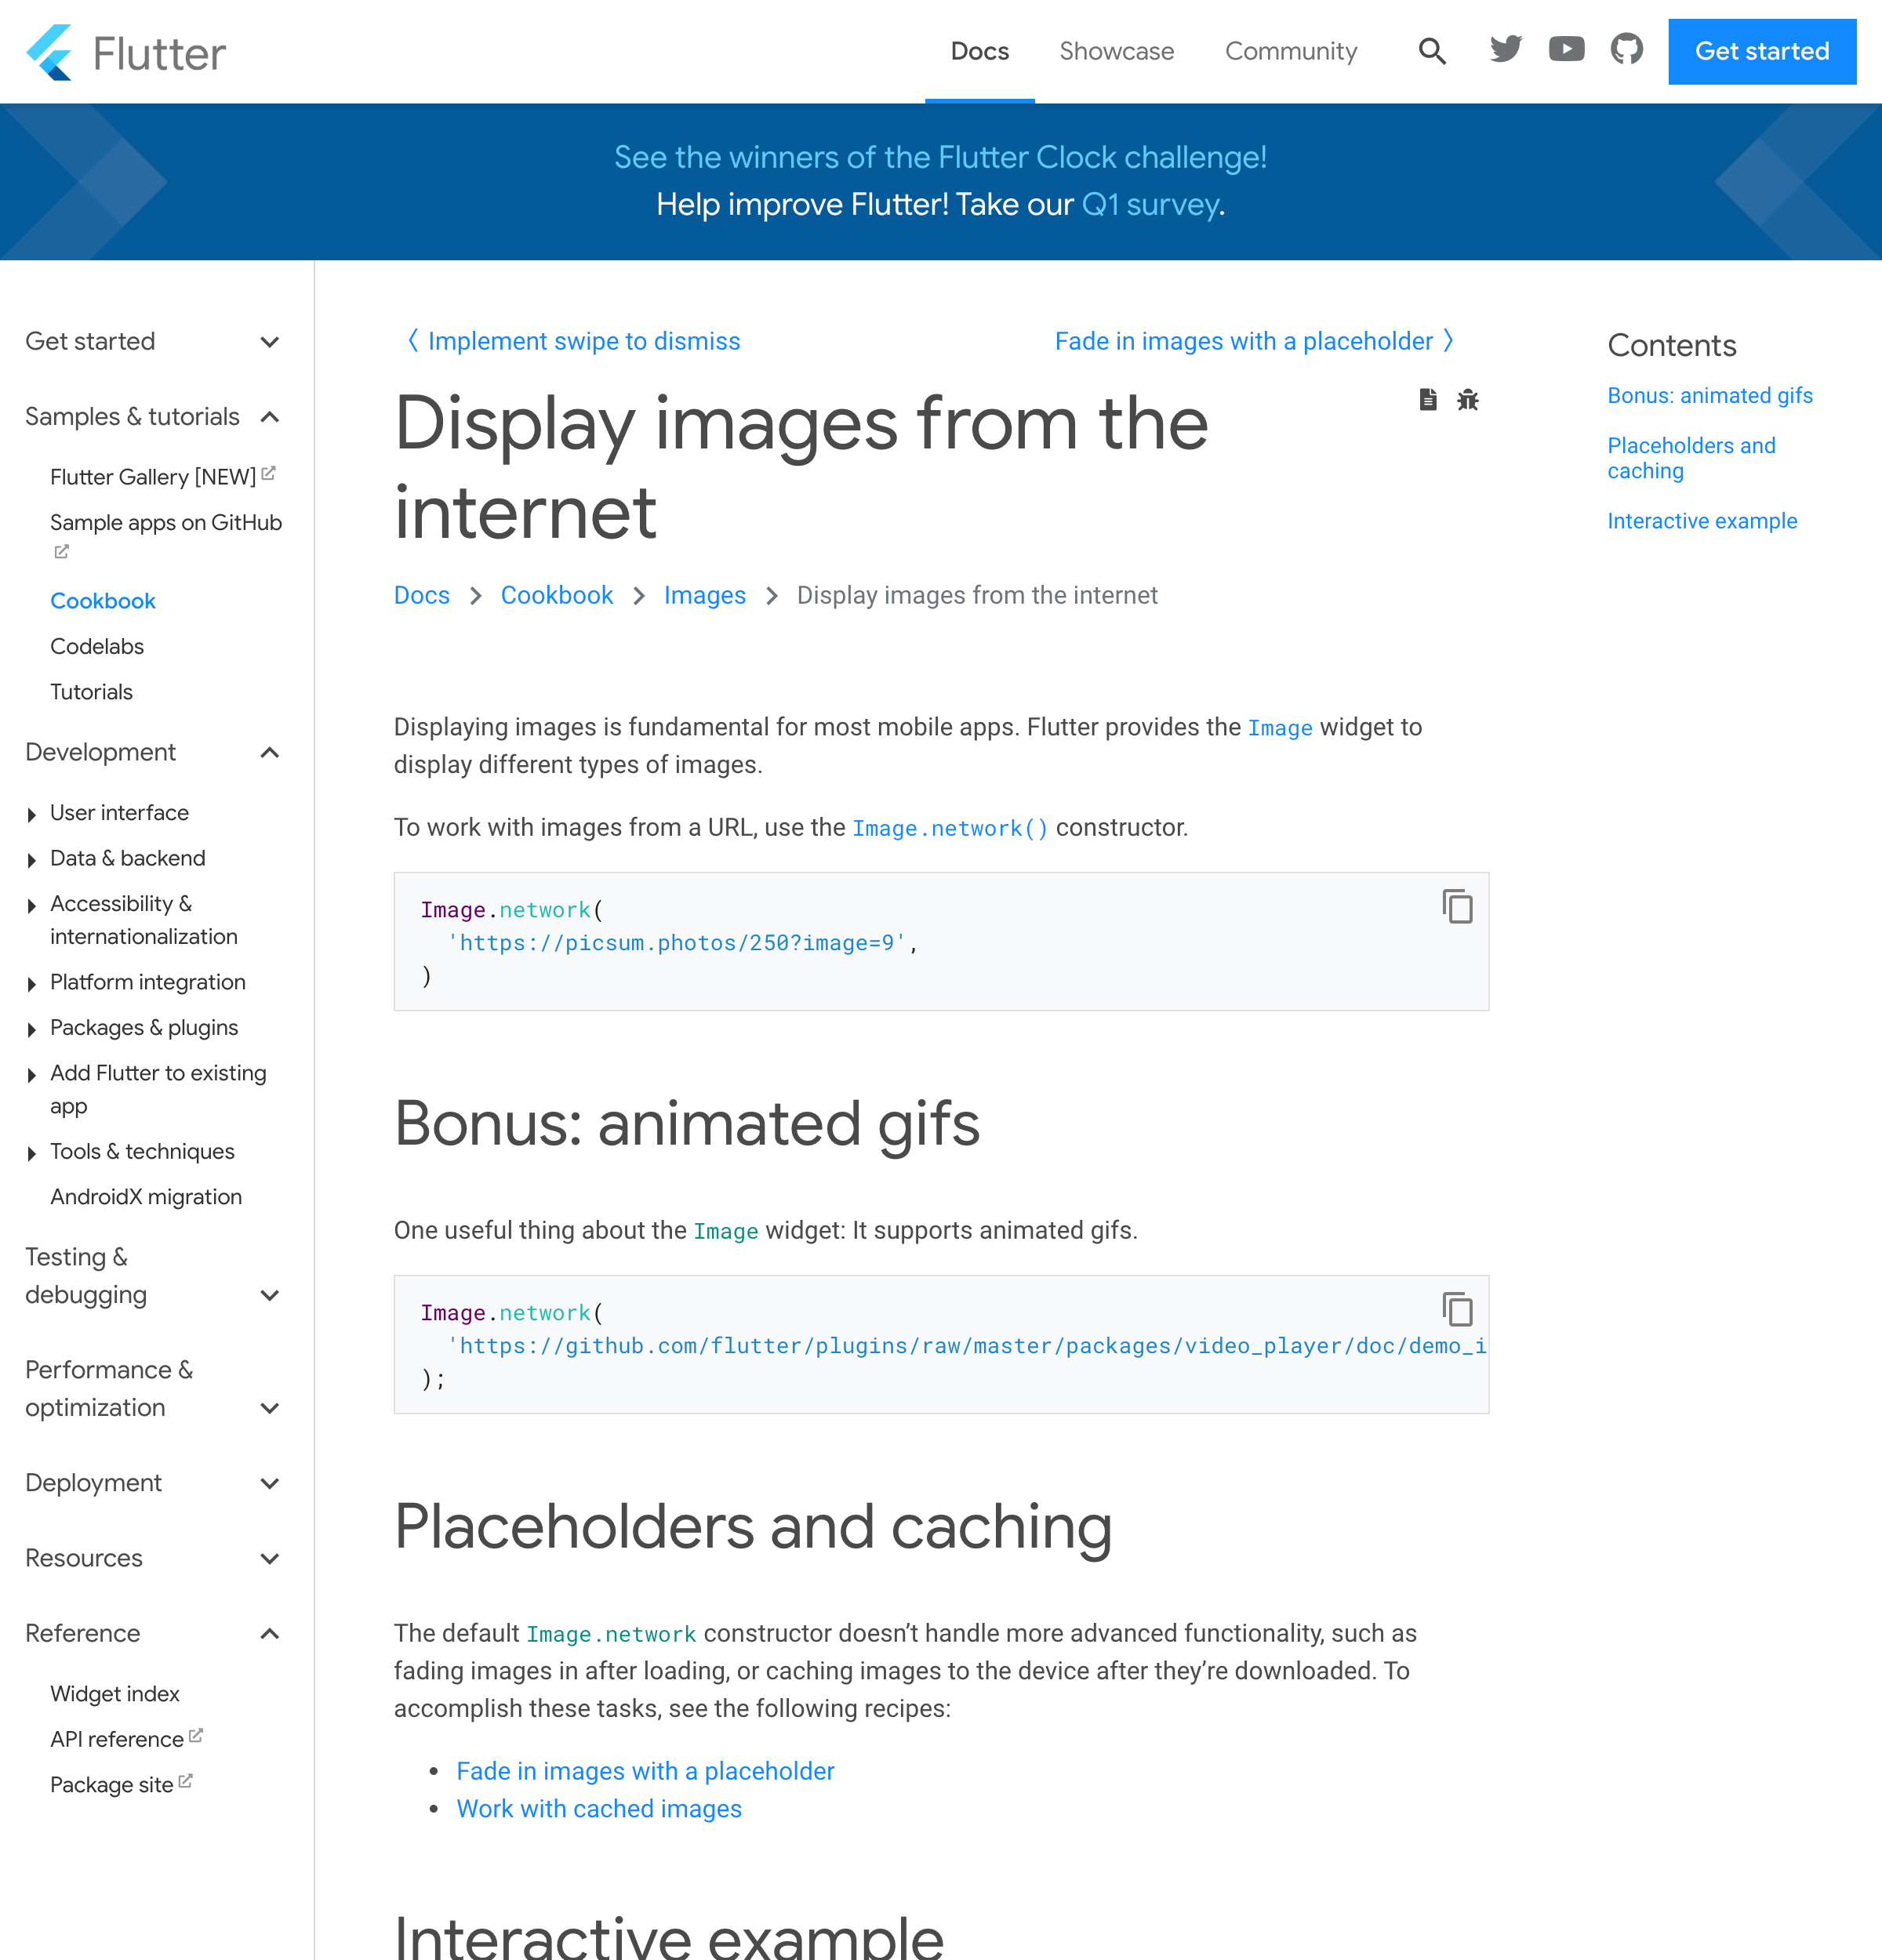 Flutter
Docs
Showcase
Community
Get started
See the winners of the Flutter Clock challenge!
Help improve Flutter! Take our Q1 survey.
Get started
Samples & tutorials
Flutter Gallery [NEW]
Sample apps on GitHub
Cookbook
Codelabs
Tutorials
Development
User interface
Data & backend
Accessibility &
internationalization
Platform integration
Packages & plugins
Add Flutter to existing
app
Tools & techniques
AndroidX migration
Testing &
debugging
Performance &
optimization
Deployment
Resources
Reference
Widget index
API reference
Package site
Implement swipe to dismiss
Fade in images with a placeholder
Display images from the
internet
Docs
Cookbook
Images
Display images from the internet
Displaying images is fundamental for most mobile apps. Flutter provides the Image widget to
display different types of images.
To work with images from a URL, use the Image.network() constructor.
Image.network(
  'https://picsum.photos/250?image=9',
)
Bonus: animated gifs
One useful thing about the Image widget: It supports animated gifs.
Image.network(
  'https://github.com/flutter/plugins/raw/master/packages/video_player/doc/demo_i
);
Placeholders and caching
The default Image.network constructor doesn’t handle more advanced functionality, such as
fading images in after loading, or caching images to the device after they’re downloaded. To
accomplish these tasks, see the following recipes:
• Fade in images with a placeholder
• Work with cached images
Interactive example
Contents
Bonus: animated gifs
Placeholders and
caching
Interactive example